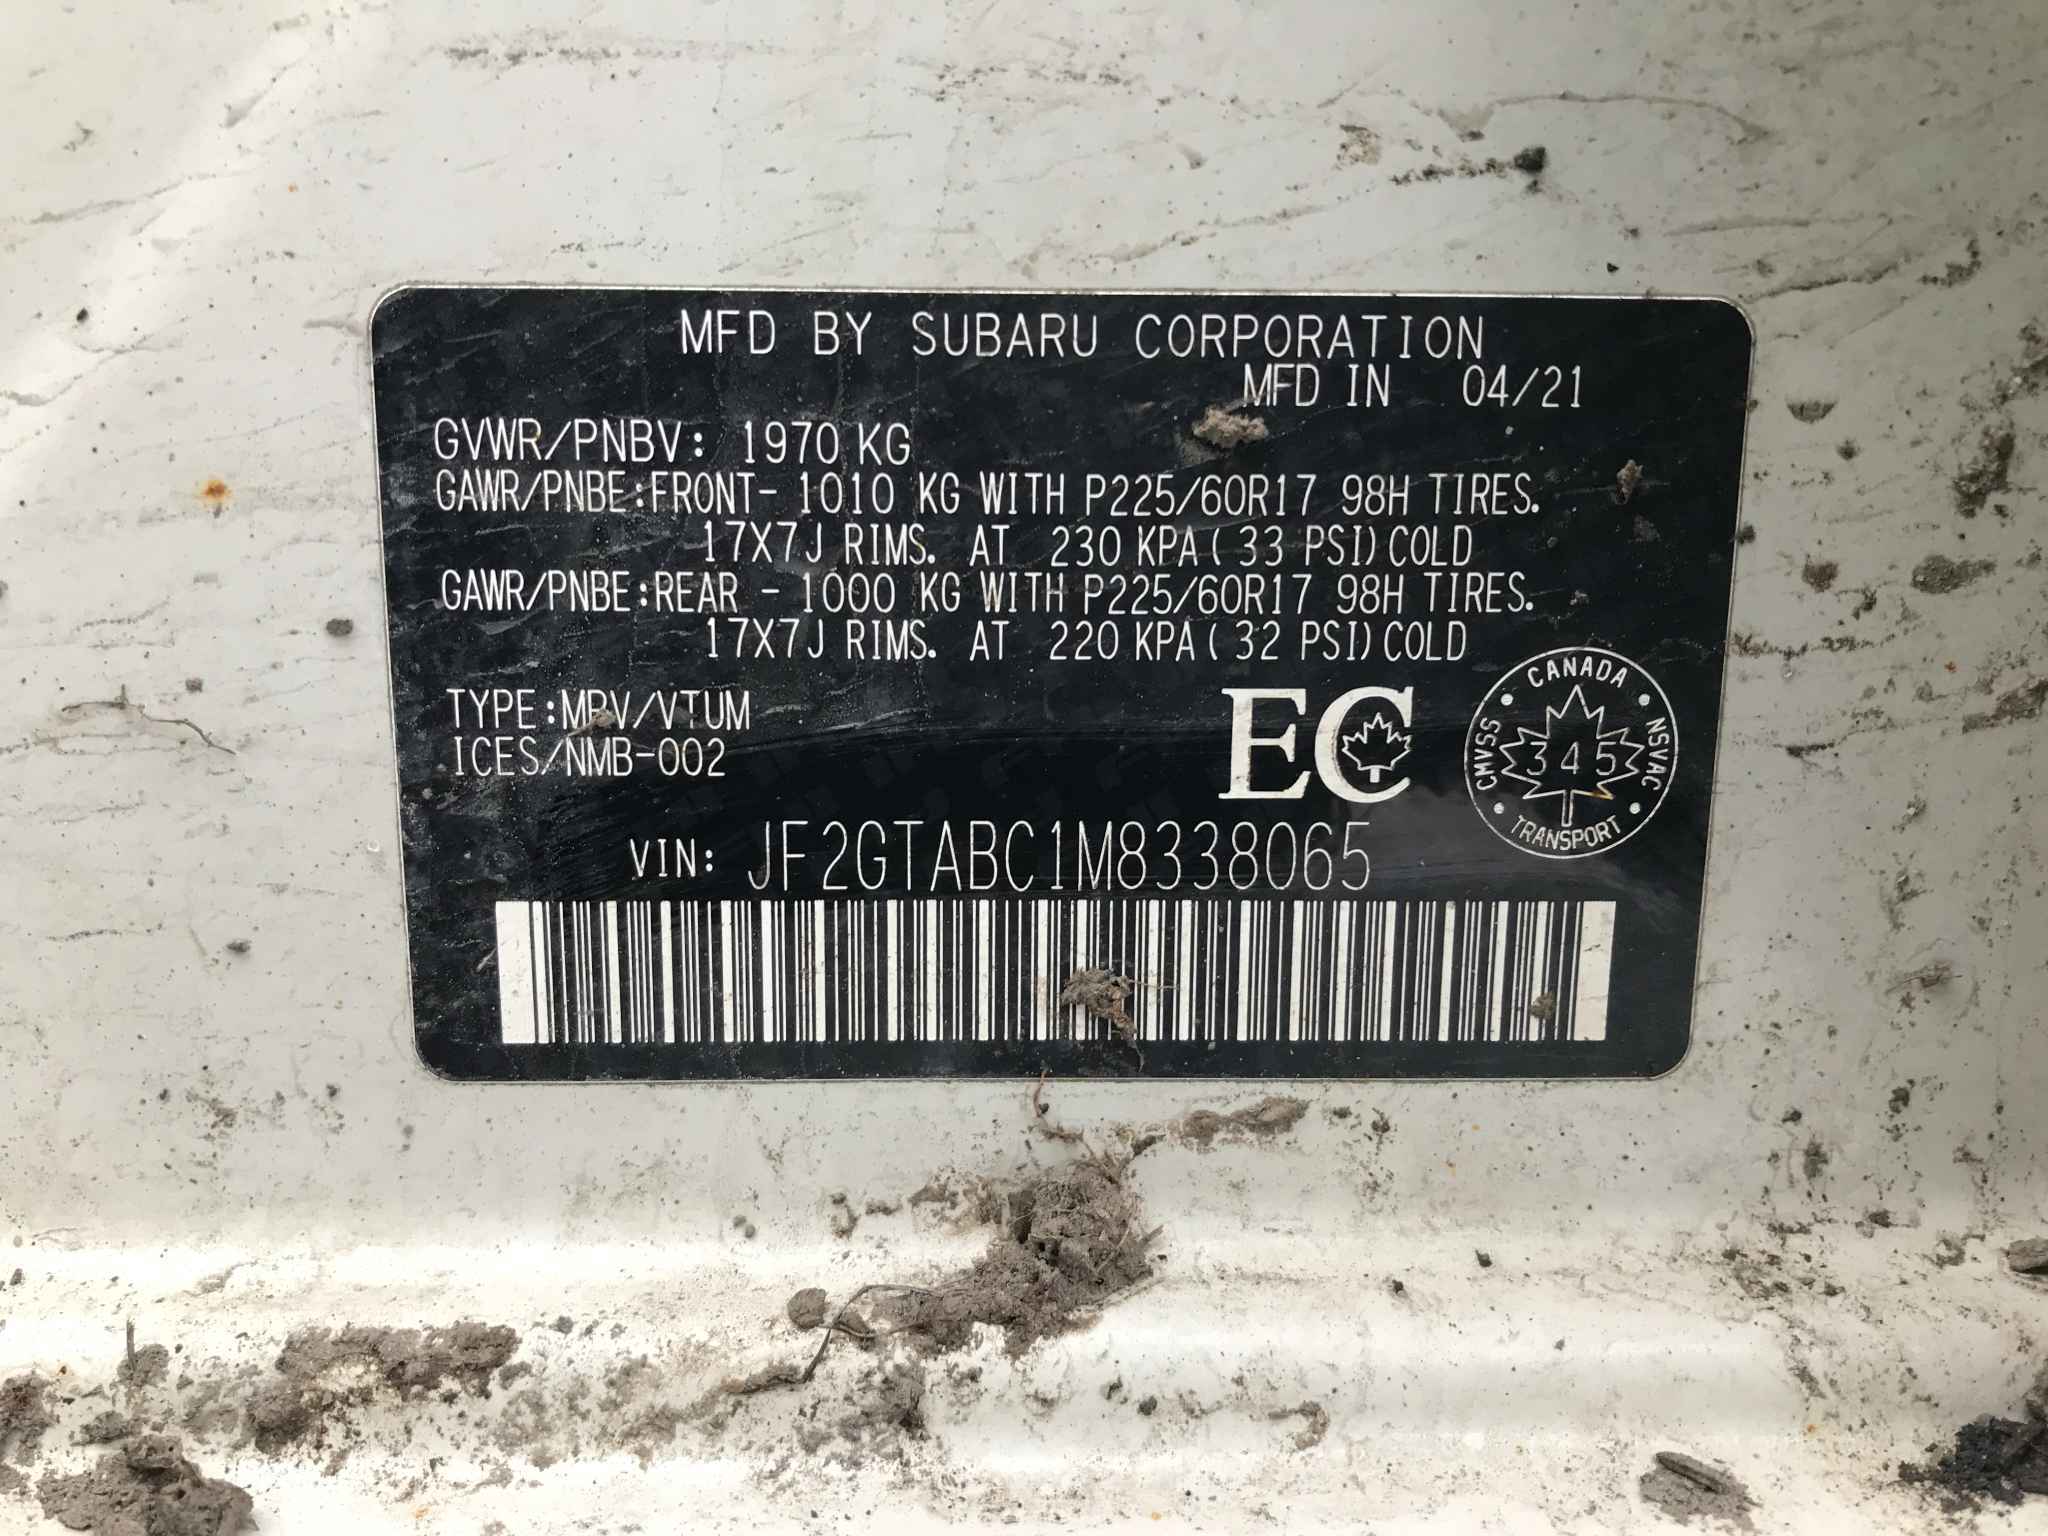 MFD BY SUBARU CORPORATION
MFD IN 04/21
GVWR/PNBV: 1970 KG
GAWR/PNBE:FRONT- 1010 KG WITH P225/60R17 98H TIRES.
17X7J RIMS. AT 230 KPA(33 PSI)COLD
GAWR/PNBE:REAR - 1000 KG WITH P225/60R17 98H TIRES.
17X7J RIMS. AT 220 KPA(32 PSI)COLD
TYPE:MPV/VTUM
ICES/NMB-002
EC
CANADA
CMVSS
345
NSVAC
TRANSPORT
VIN: JF2GTABC1M8338065